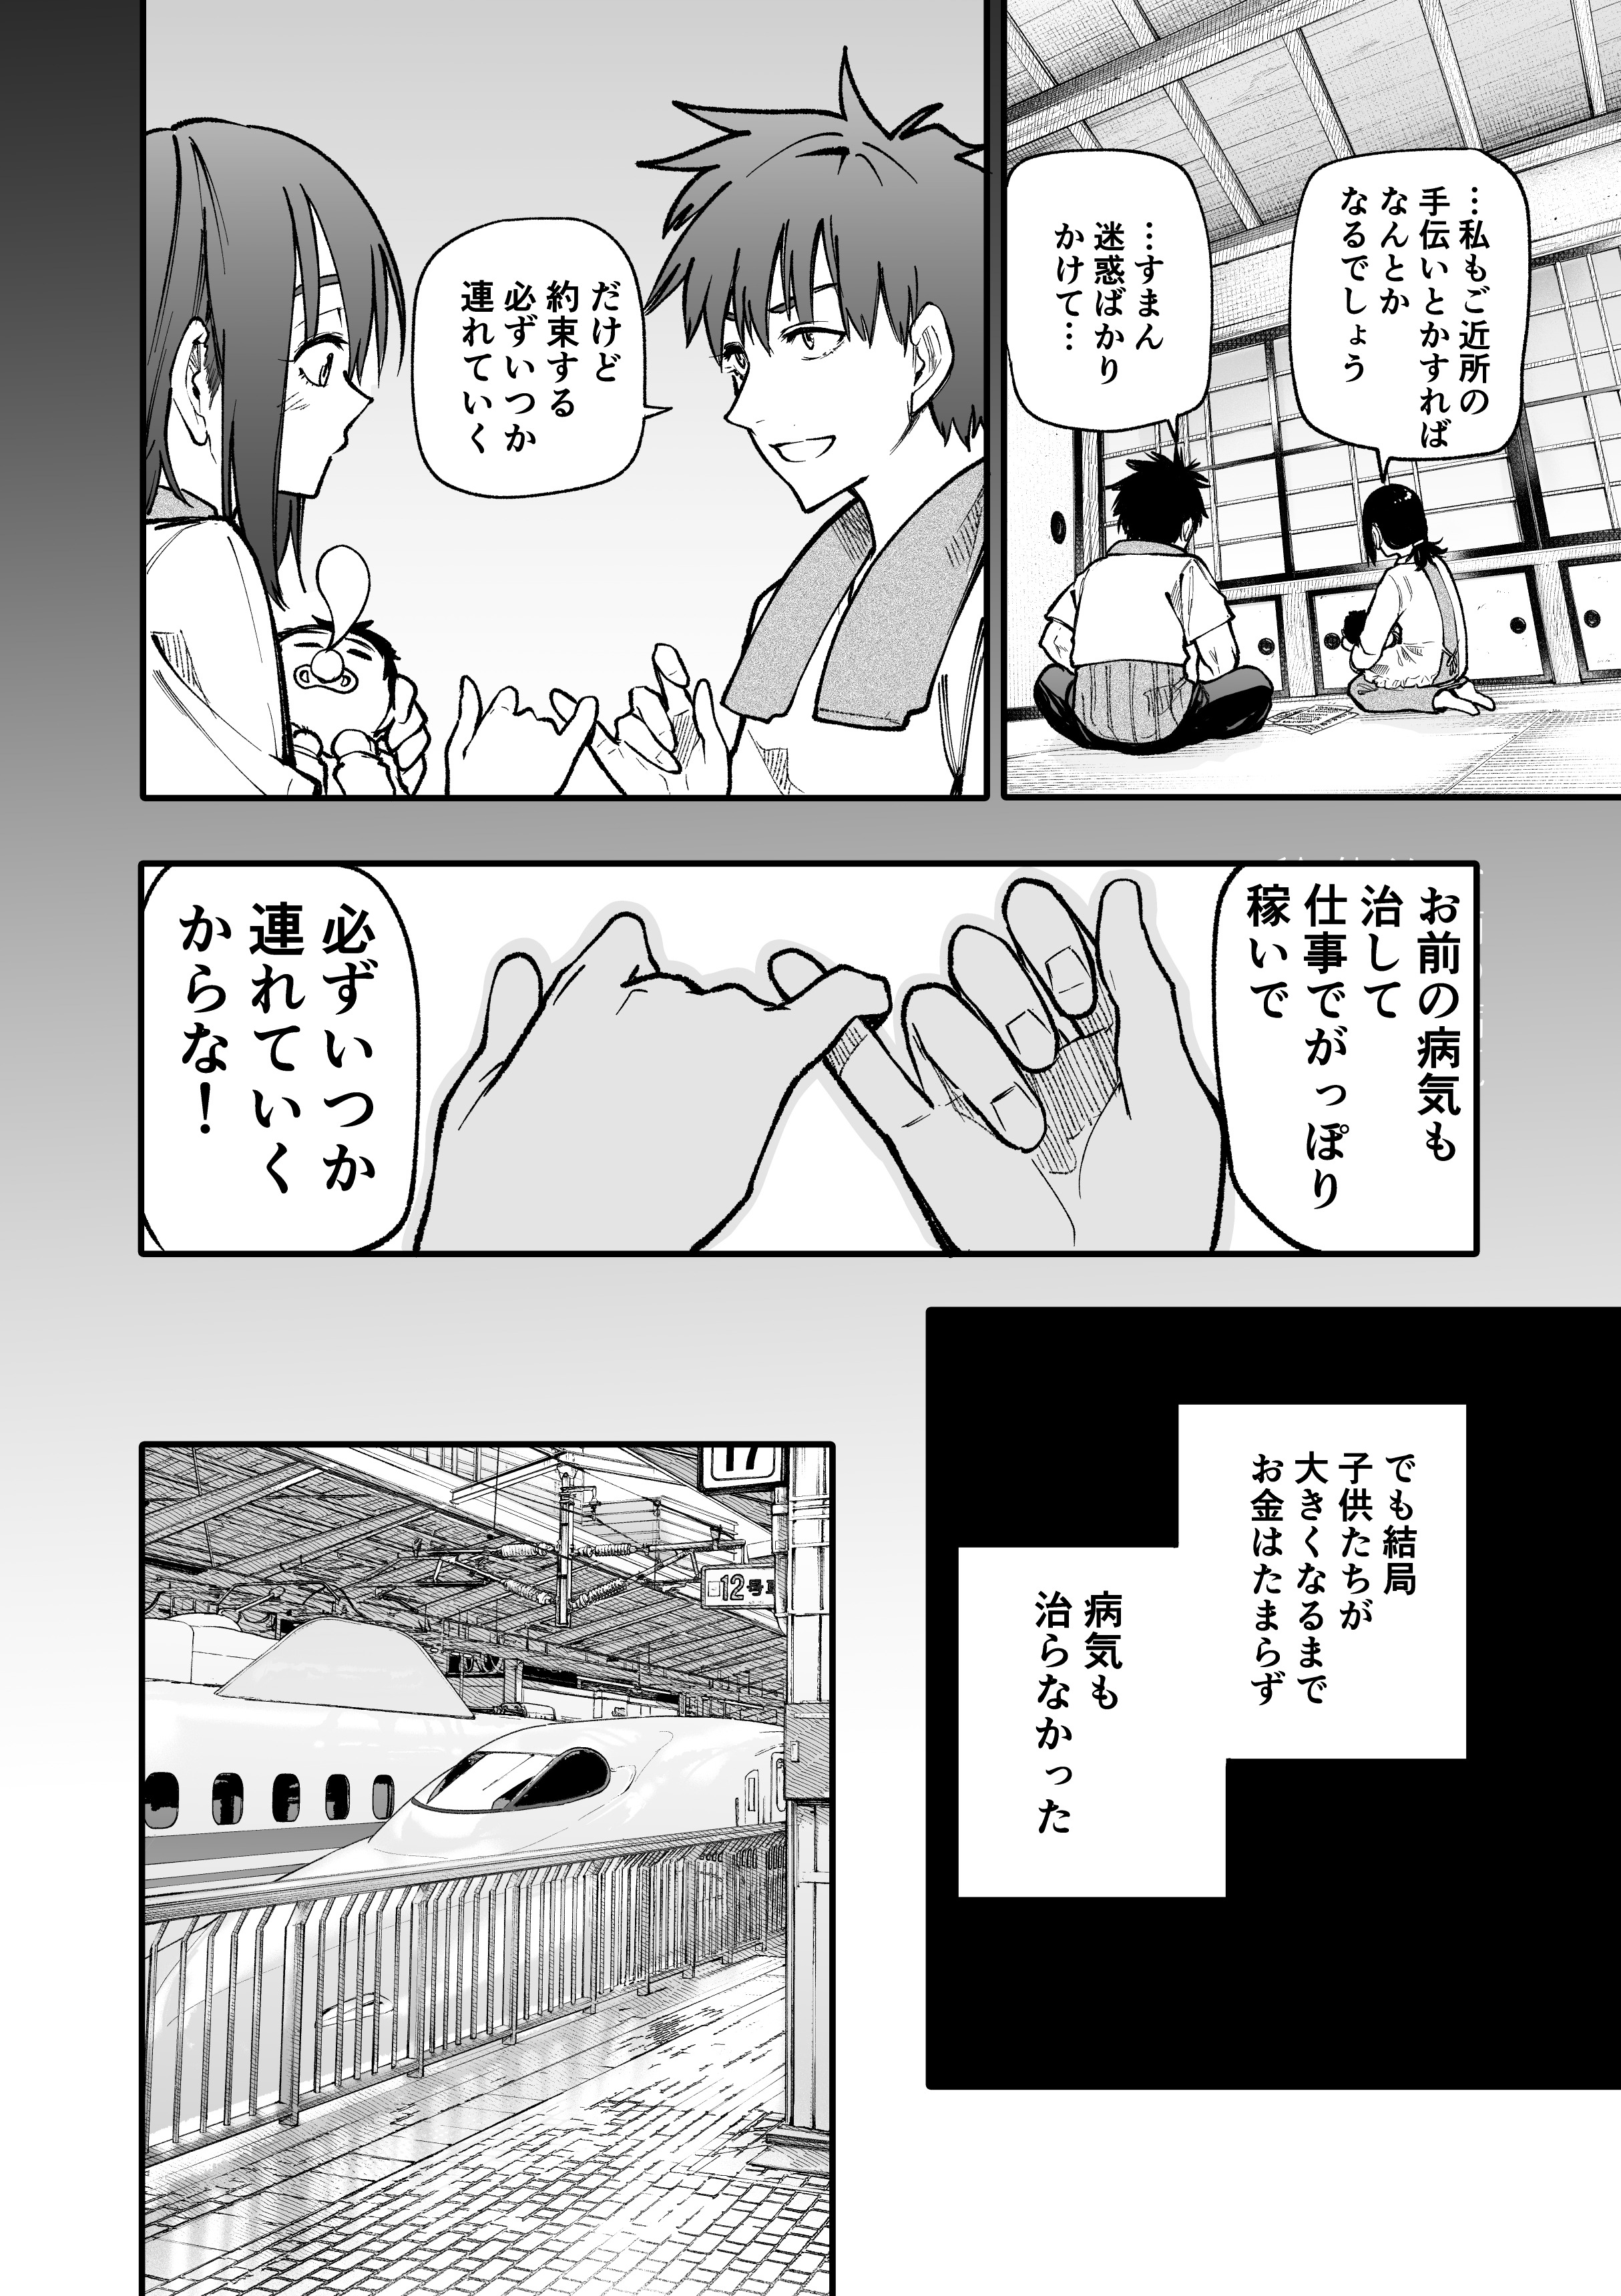 …私もご近所の
手伝いとかすれば
なんとか
なるでしょう
…すまん
迷惑ばかり
かけて…
だけど
約束する
必ずいつか
連れていく
お前の病気も
治して
仕事でがっぽり
稼いで
必ずいつか
連れていく
からな！
でも結局
子供たちが
大きくなるまで
お金はたまらず
病気も
治らなかった
17
12号